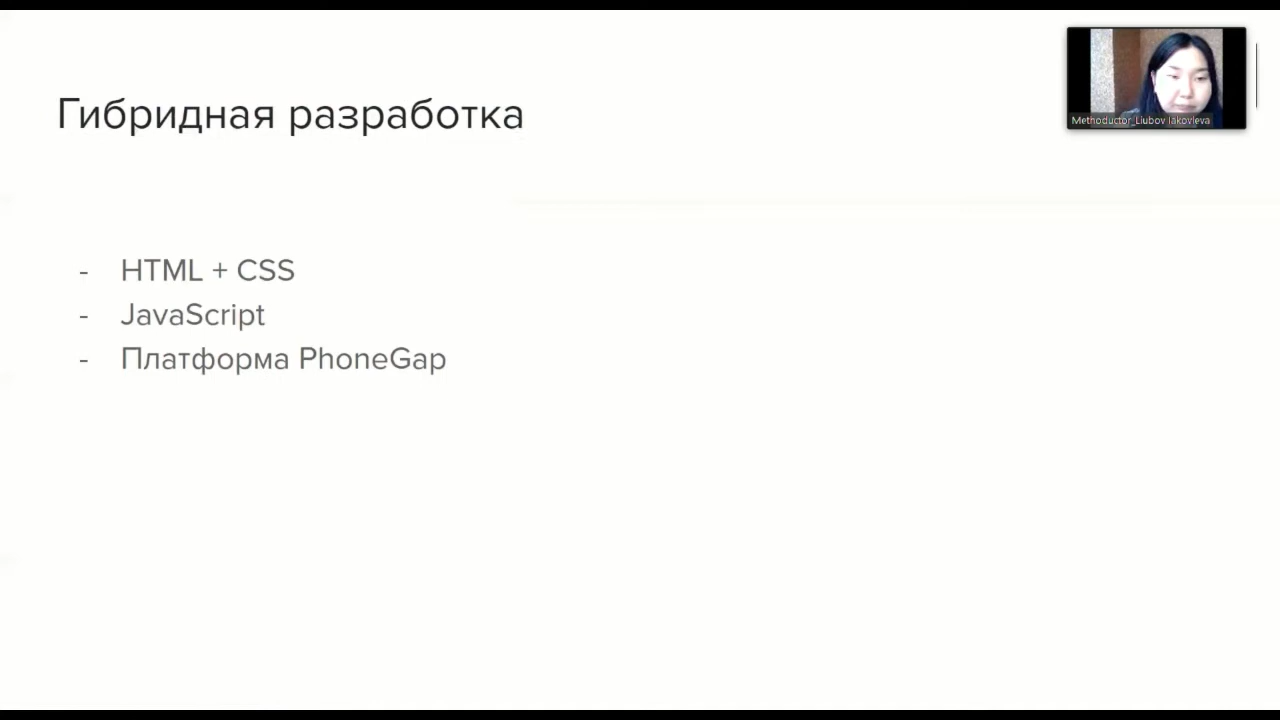 Гибридная разработка
Methoductor_Liubov Iakovleva
- HTML + CSS
- JavaScript
- Платформа PhoneGap